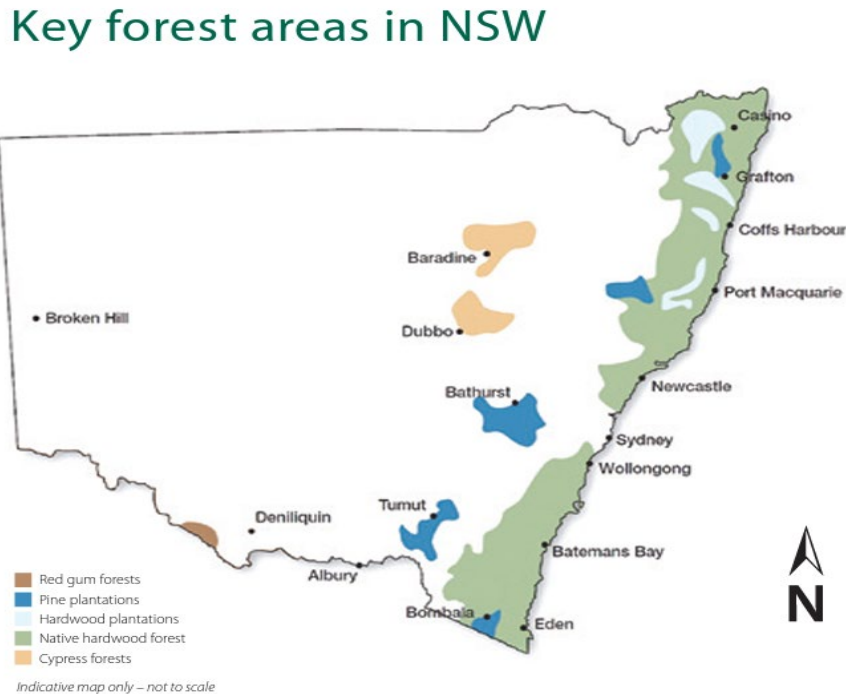 Key forest areas in NSW
Casino
Grafton
Coffs Harbour
Baradine
Port Macquarie
Broken Hill
Dubbo
Newcastle
Bathurst
Sydney
Wollongong
Tumut
Deniliquin
Batemans Bay
Albury
Bombala
Eden
N
Red gum forests
Pine plantations
Hardwood plantations
Native hardwood forest
Cypress forests
Indicative map only – not to scale